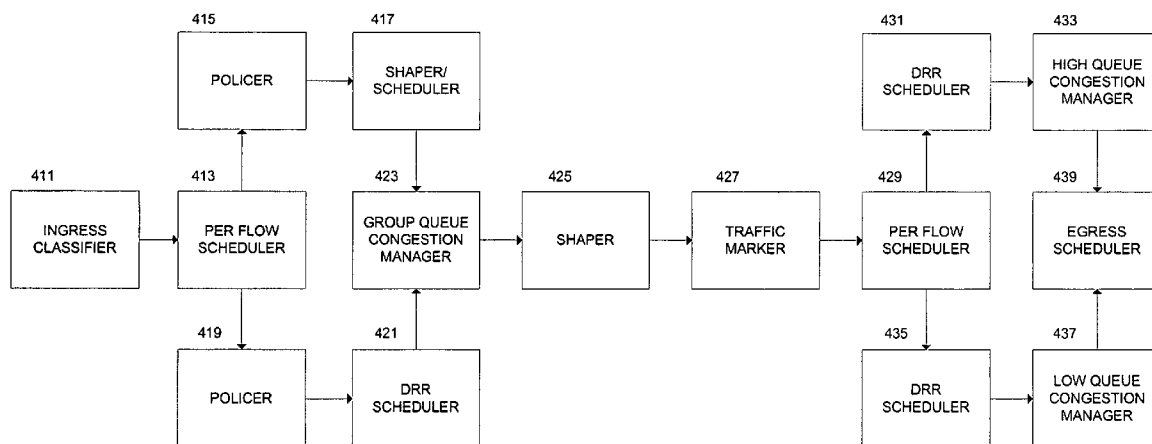 415
417
431
433
POLICER
SHAPER/
SCHEDULER
DRR
SCHEDULER
HIGH QUEUE
CONGESTION
MANAGER
411
413
423
425
427
429
439
INGRESS
CLASSIFIER
PER FLOW
SCHEDULER
GROUP QUEUE
CONGESTION
MANAGER
SHAPER
TRAFFIC
MARKER
PER FLOW
SCHEDULER
EGRESS
SCHEDULER
419
421
435
437
POLICER
DRR
SCHEDULER
DRR
SCHEDULER
LOW QUEUE
CONGESTION
MANAGER